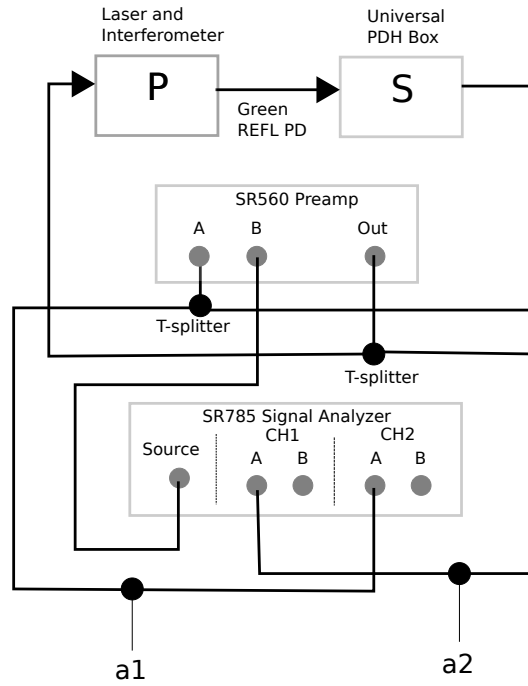 Laser and
Interferometer
Universal
PDH Box
P
S
Green
REFL PD
SR560 Preamp
A
B
Out
T-splitter
T-splitter
SR785 Signal Analyzer
CH1
CH2
Source
A
B
A
B
a1
a2